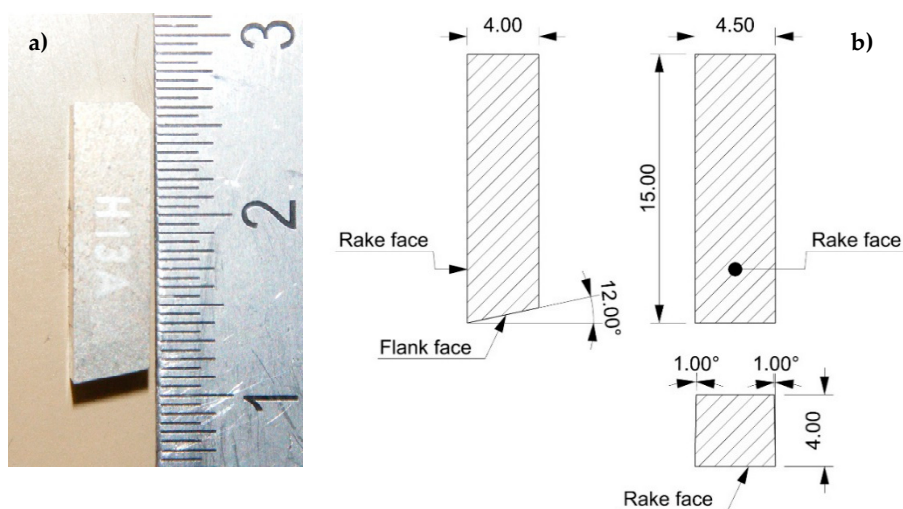 a)
H13A
3
2
1
4.00
4.50
b)
15.00
Rake face
Rake face
12.00°
Flank face
1.00°
1.00°
4.00
Rake face